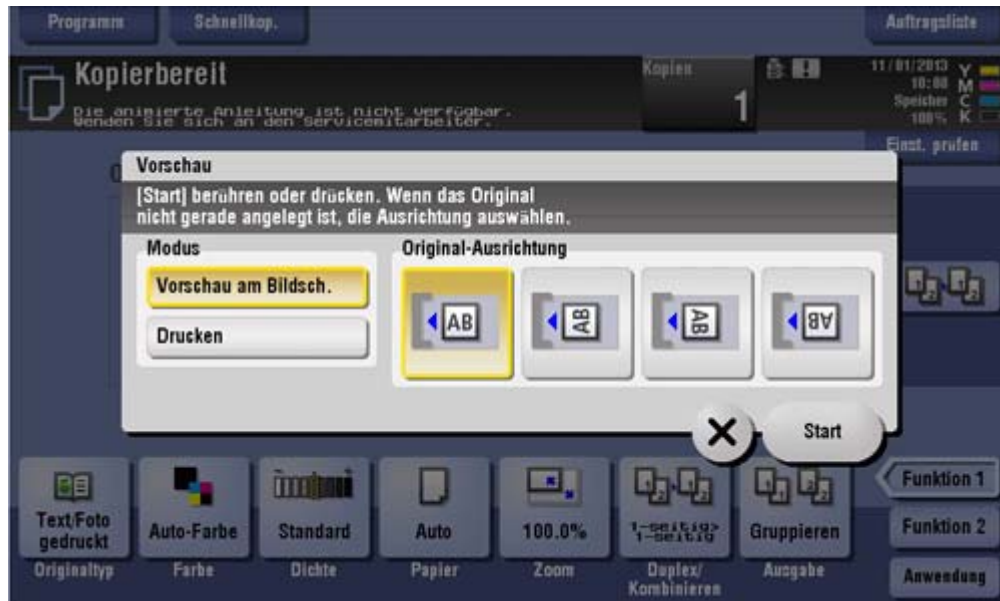 Programm
Schnellkop.
Auftragsliste
Kopierbereit
Kopien
1
11/01/2013
10:08
Speicher
100%
Y
M
C
K
Die animierte Anleitung ist nicht verfügbar.
Wenden Sie sich an den Servicemitarbeiter.
Einst. prüfen
Vorschau
[Start] berühren oder drücken. Wenn das Original
nicht gerade angelegt ist, die Ausrichtung auswählen.
Modus
Original-Ausrichtung
Vorschau am Bildsch.
Drucken
AB
AB
AB
AB
Start
Funktion 1
Text/Foto
gedruckt
Auto-Farbe
Standard
Auto
100.0%
1-seitig>
1-seitig
Gruppieren
Funktion 2
Originaltyp
Farbe
Dichte
Papier
Zoom
Duplex/
Kombinieren
Ausgabe
Anwendung